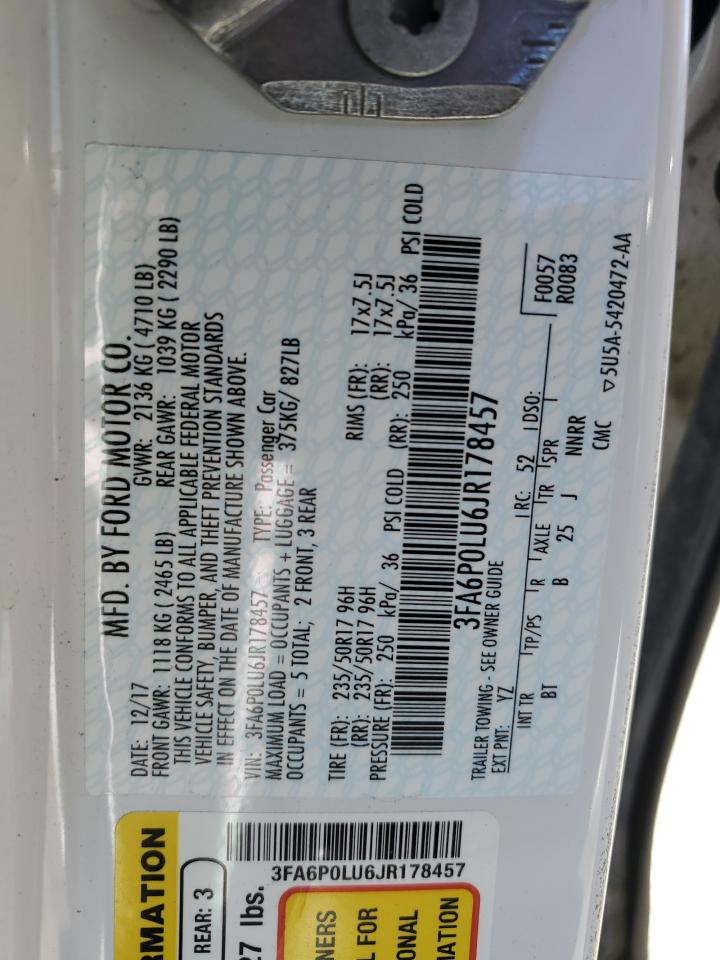 MFD. BY FORD MOTOR CO.
DATE: 12/17 GVWR: 2136 KG ( 4710 LB)
FRONT GAWR: 1118 KG ( 2465 LB) REAR GAWR: 1039 KG ( 2290 LB)
THIS VEHICLE CONFORMS TO ALL APPLICABLE FEDERAL MOTOR
VEHICLE SAFETY, BUMPER, AND THEFT PREVENTION STANDARDS
IN EFFECT ON THE DATE OF MANUFACTURE SHOWN ABOVE.
VIN: 3FA6P0LU6JR178457 TYPE: Passenger Car
MAXIMUM LOAD = OCCUPANTS + LUGGAGE = 375KG/ 827LB
OCCUPANTS = 5 TOTAL; 2 FRONT, 3 REAR
TIRE (FR): 235/50R17 96H RIMS (FR): 17x7.5J
(RR): 235/50R17 96H (RR): 17x7.5J
PRESSURE (FR): 250 kPa/ 36 PSI COLD (RR): 250 kPa/ 36 PSI COLD
3FA6P0LU6JR178457
TRAILER TOWING - SEE OWNER GUIDE
F0057
EXT PNT: YZ RC: 52 DSO: R0083
INT TR TP/PS R AXLE TR SPR
BT B 25 J NNRR
CMC ▽5U5A-5420472-AA
RMATION
REAR: 3
27 lbs.
3FA6P0LU6JR178457
NERS
L FOR
ONAL
MATION